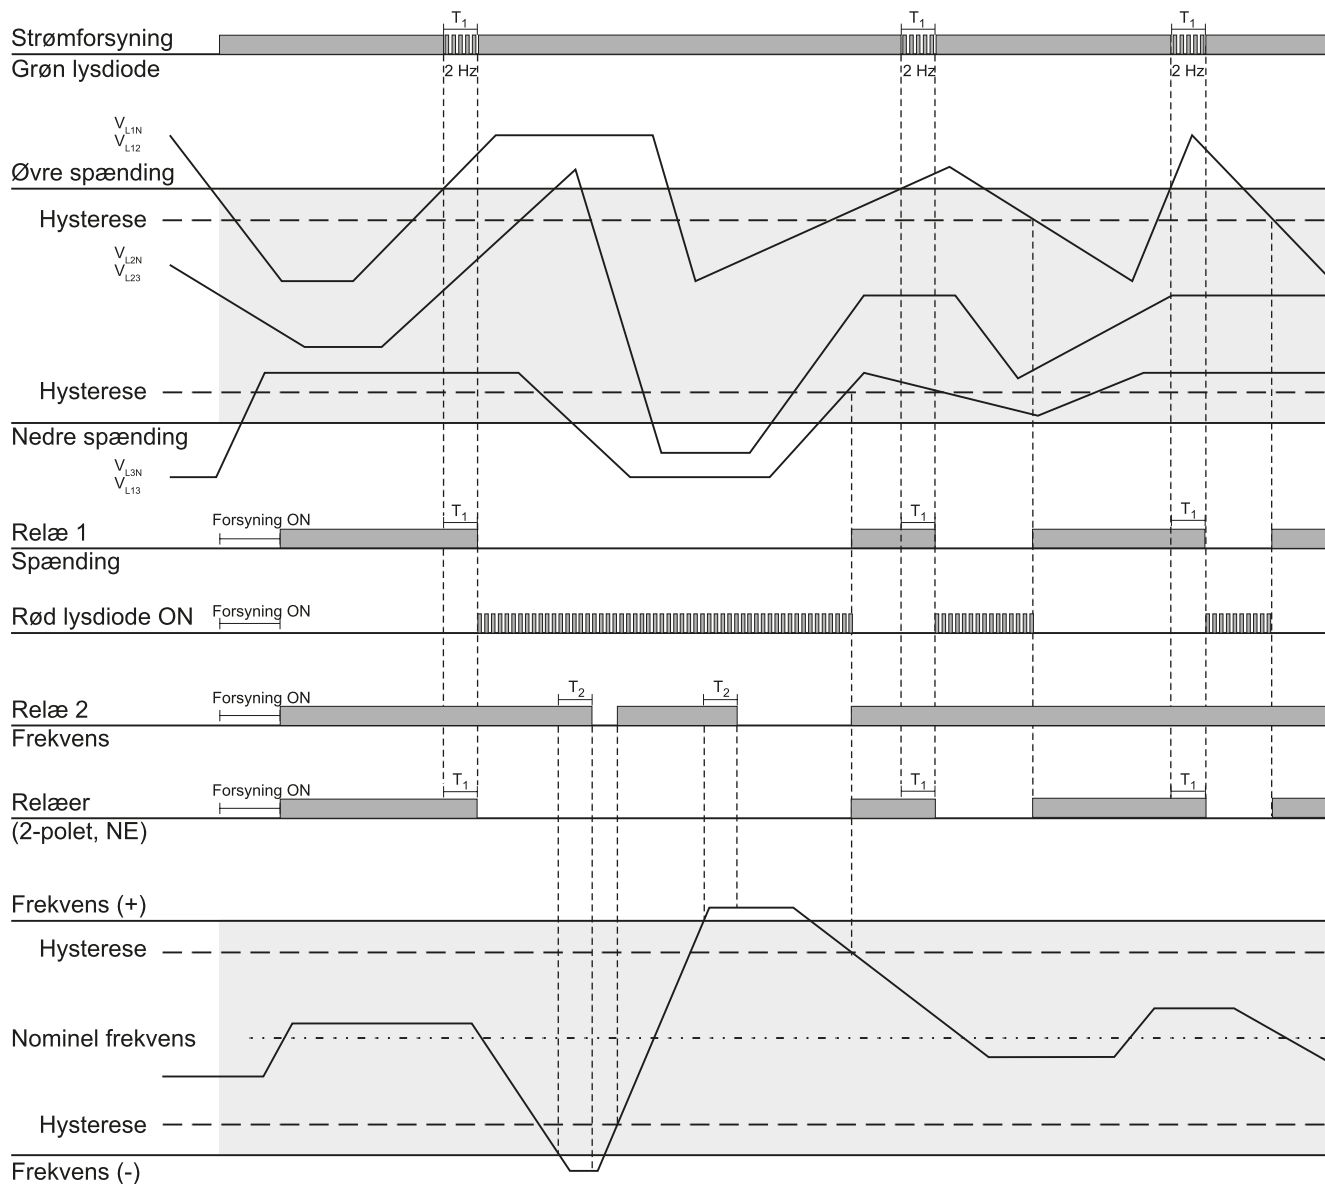 T1 T1 T1
Strømforsyning
Grøn lysdiode
2 Hz 2 Hz 2 Hz
VL1N
VL12
Øvre spænding
Hysterese
VL2N
VL23
Hysterese
Nedre spænding
VL3N
VL13
T1 T1 T1
Forsyning ON
Relæ 1
Spænding
Forsyning ON
Rød lysdiode ON
T2 T2
Forsyning ON
Relæ 2
Frekvens
T1 T1 T1
Forsyning ON
Relæer
(2-polet, NE)
Frekvens (+)
Hysterese
Nominel frekvens
Hysterese
Frekvens (-)